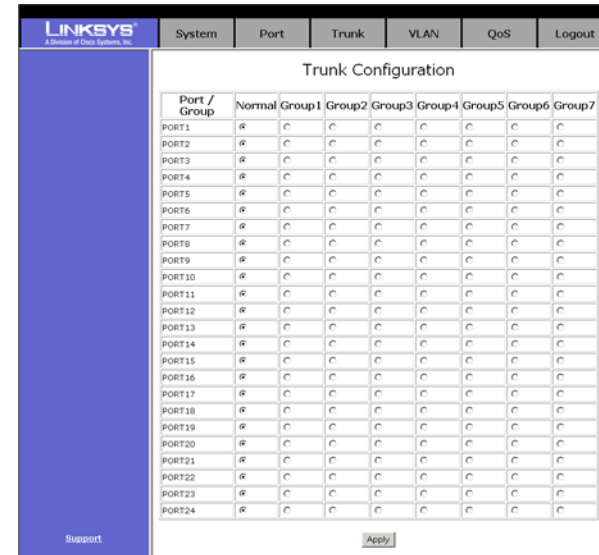 LINKSYS®
A Division of Cisco Systems, Inc.
System Port Trunk VLAN QoS Logout
Trunk Configuration
Port / Group Normal Group1 Group2 Group3 Group4 Group5 Group6 Group7
PORT1
PORT2
PORT3
PORT4
PORT5
PORT6
PORT7
PORT8
PORT9
PORT10
PORT11
PORT12
PORT13
PORT14
PORT15
PORT16
PORT17
PORT18
PORT19
PORT20
PORT21
PORT22
PORT23
PORT24
Support
Apply